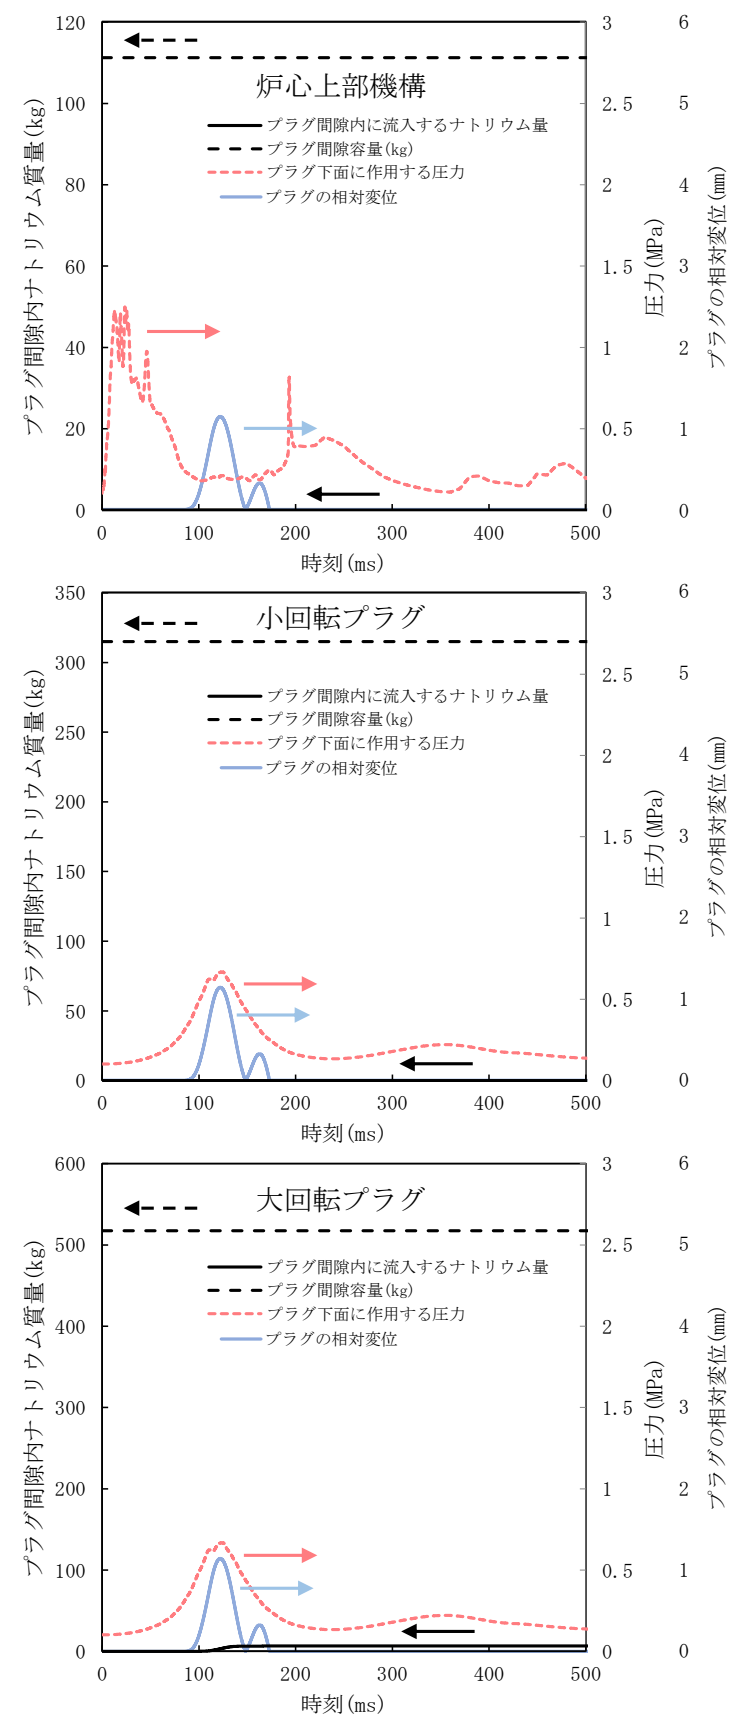 炉心上部機構
プラグ間隙内に流入するナトリウム量
プラグ間隙容量(kg)
プラグ下面に作用する圧力
プラグの相対変位
プラグ間隙内ナトリウム質量(kg)
120
100
80
60
40
20
0
3
2.5
2
1.5
1
0.5
0
圧力(MPa)
6
5
4
3
2
1
0
プラグの相対変位(mm)
0 100 200 300 400 500
時刻(ms)
小回転プラグ
プラグ間隙内に流入するナトリウム量
プラグ間隙容量(kg)
プラグ下面に作用する圧力
プラグの相対変位
プラグ間隙内ナトリウム質量(kg)
350
300
250
200
150
100
50
0
3
2.5
2
1.5
1
0.5
0
圧力(MPa)
6
5
4
3
2
1
0
プラグの相対変位(mm)
0 100 200 300 400 500
時刻(ms)
大回転プラグ
プラグ間隙内に流入するナトリウム量
プラグ間隙容量(kg)
プラグ下面に作用する圧力
プラグの相対変位
プラグ間隙内ナトリウム質量(kg)
600
500
400
300
200
100
0
3
2.5
2
1.5
1
0.5
0
圧力(MPa)
6
5
4
3
2
1
0
プラグの相対変位(mm)
0 100 200 300 400 500
時刻(ms)